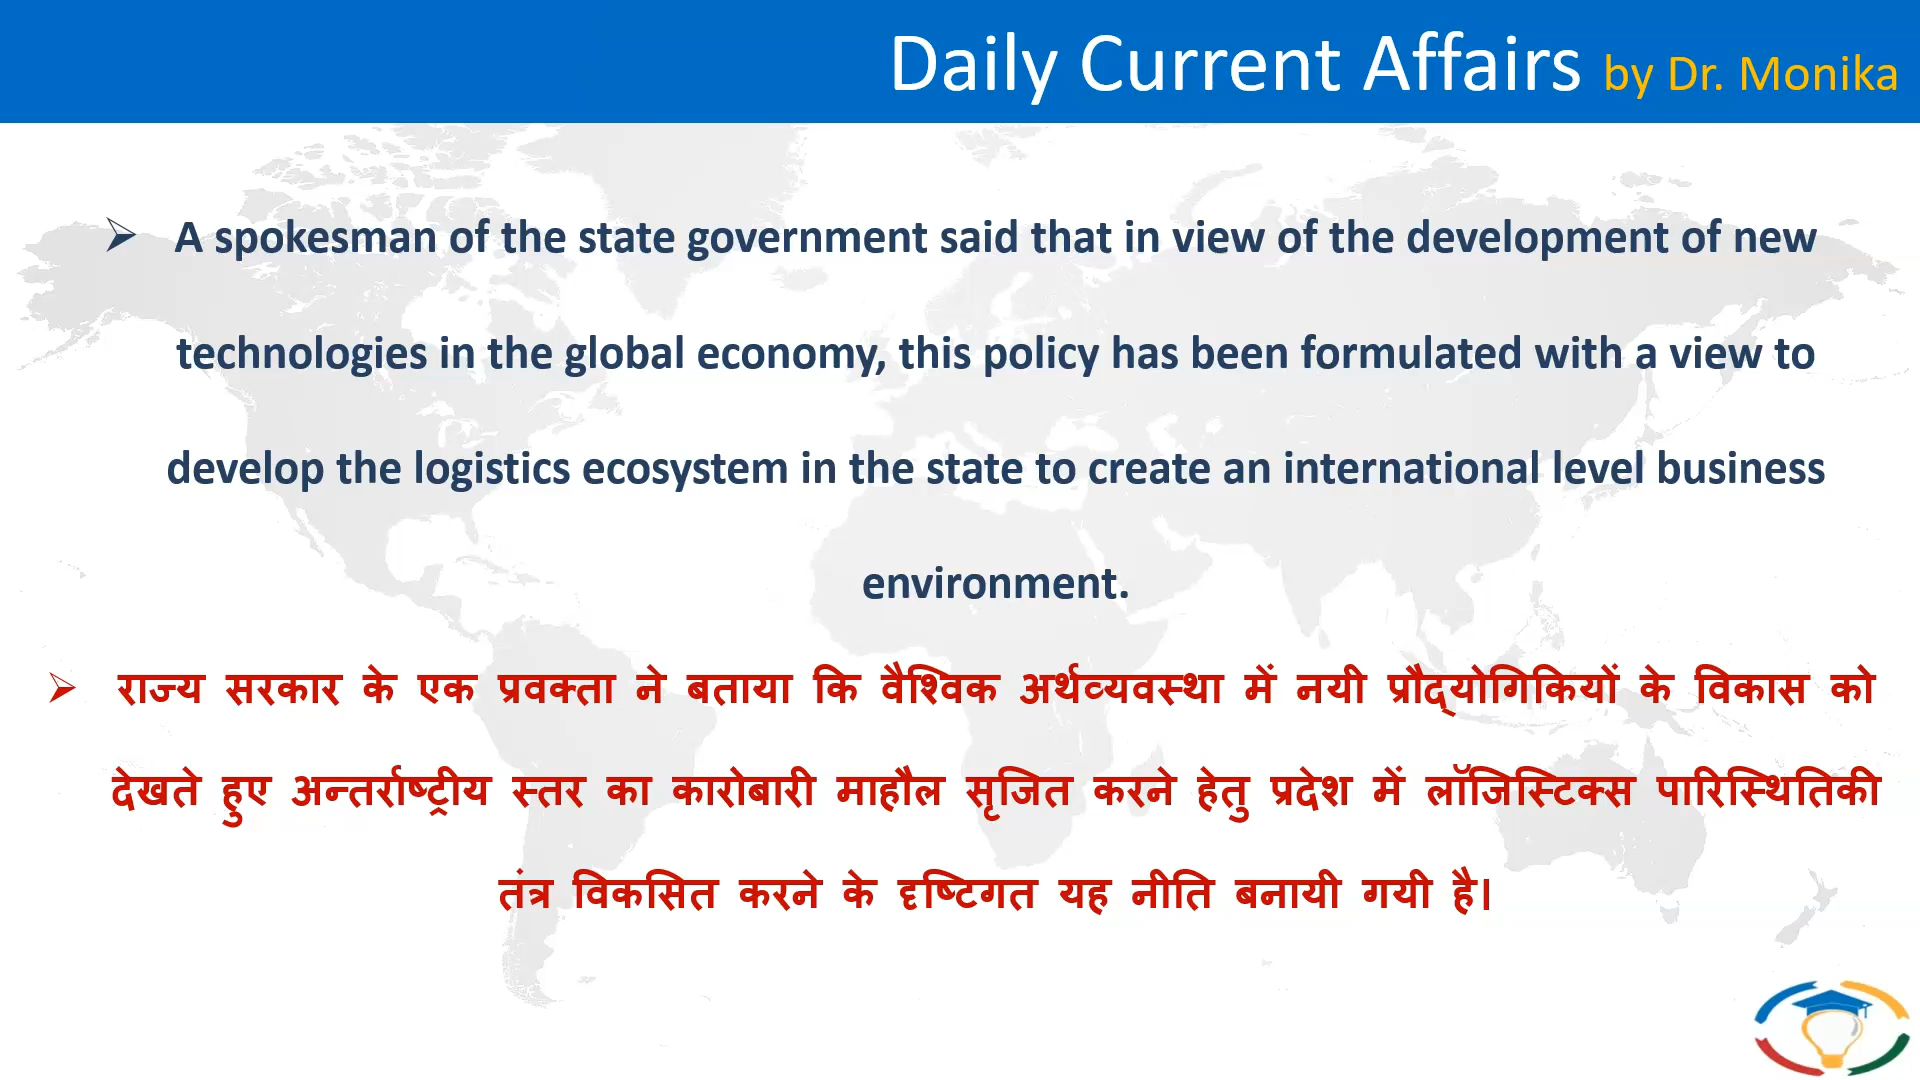 Daily Current Affairs by Dr. Monika
➢ A spokesman of the state government said that in view of the development of new
technologies in the global economy, this policy has been formulated with a view to
develop the logistics ecosystem in the state to create an international level business
environment.
➢ राज्य सरकार के एक प्रवक्ता ने बताया कि वैश्विक अर्थव्यवस्था में नयी प्रौद्योगिकियों के विकास को
देखते हुए अन्तर्राष्ट्रीय स्तर का कारोबारी माहौल सृजित करने हेतु प्रदेश में लॉजिस्टिक्स पारिस्थितिकी
तंत्र विकसित करने के दृष्टिगत यह नीति बनायी गयी है।